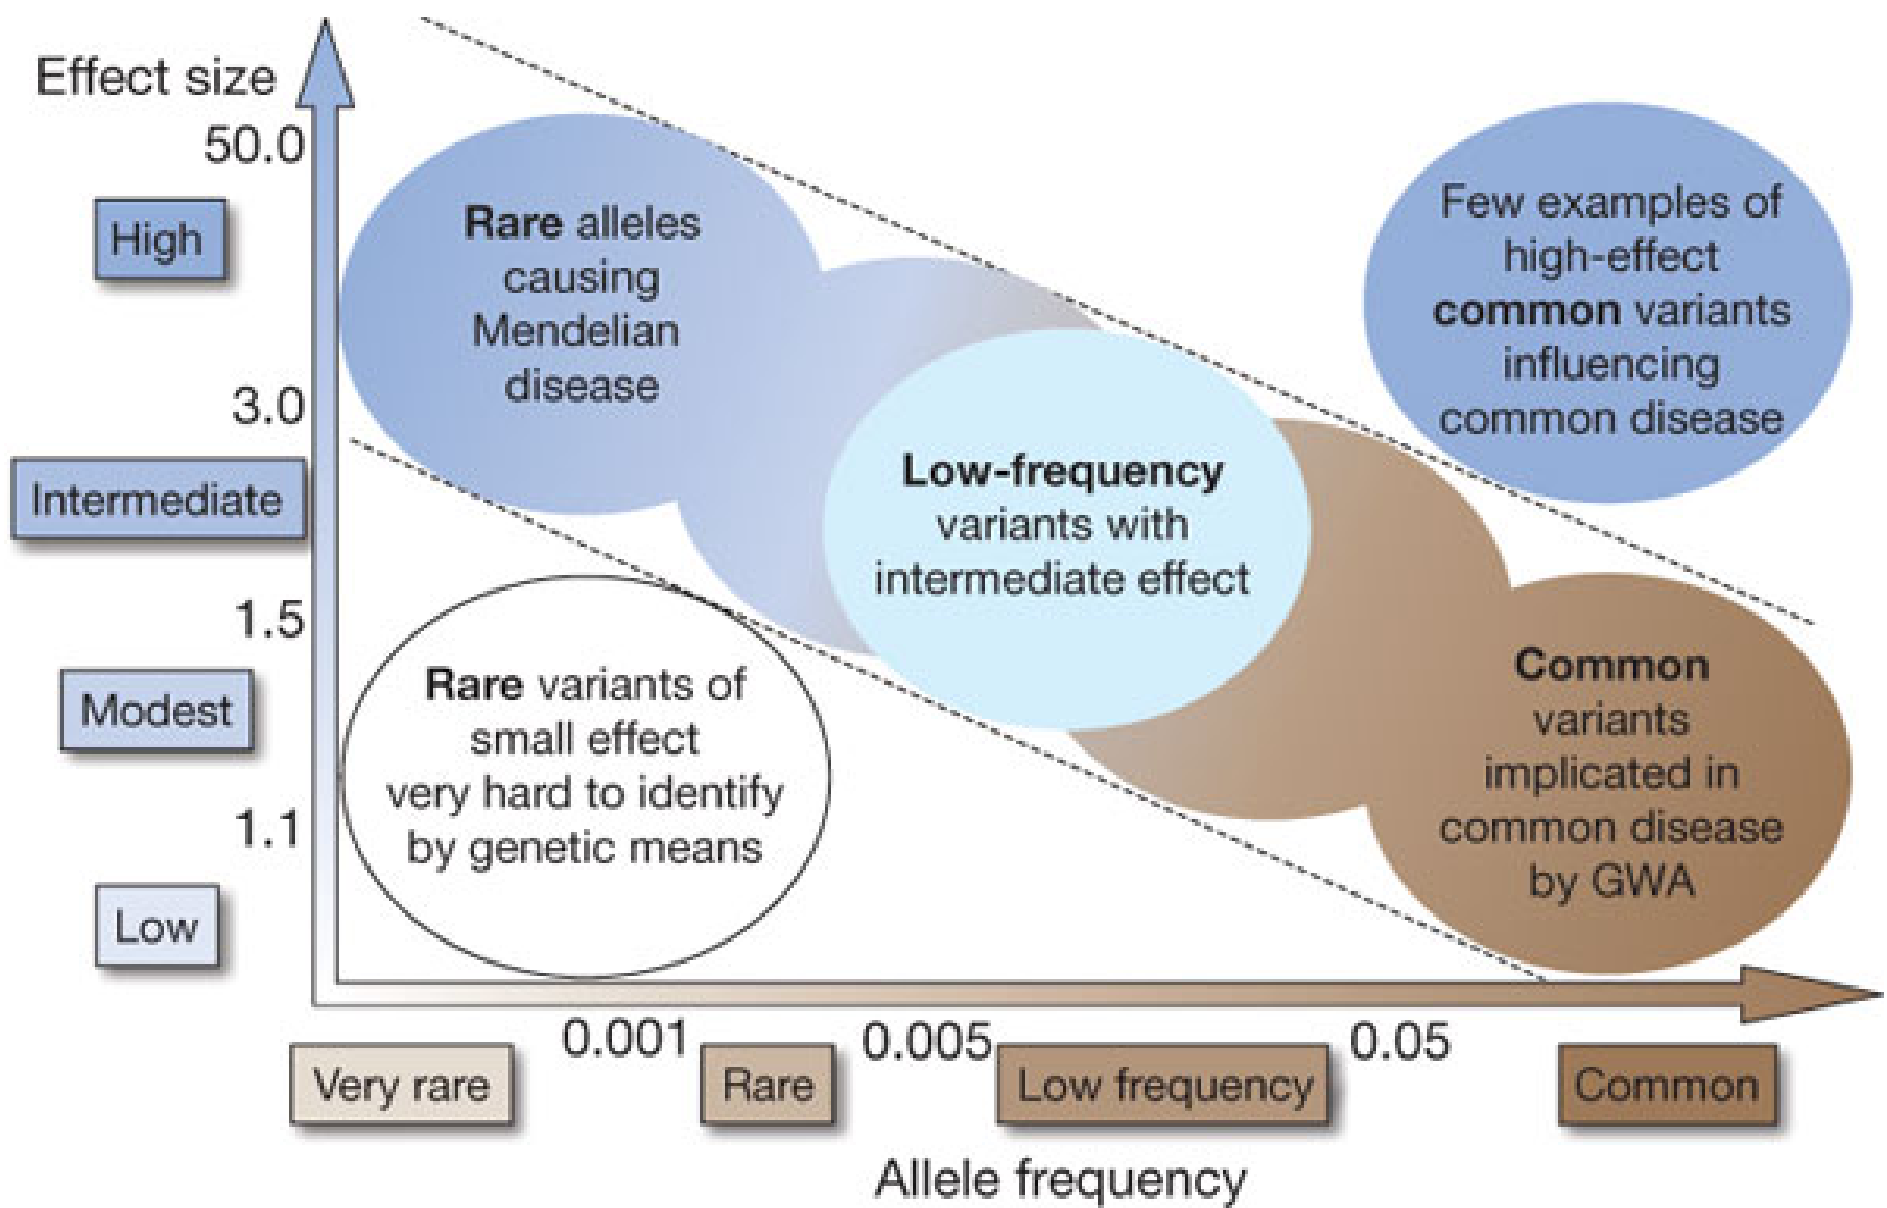 Effect size
50.0
High
3.0
Intermediate
1.5
Modest
1.1
Low
Rare alleles
causing
Mendelian
disease
Few examples of
high-effect
common variants
influencing
common disease
Low-frequency
variants with
intermediate effect
Rare variants of
small effect
very hard to identify
by genetic means
Common
variants
implicated in
common disease
by GWA
0.001
0.005
0.05
Very rare
Rare
Low frequency
Common
Allele frequency